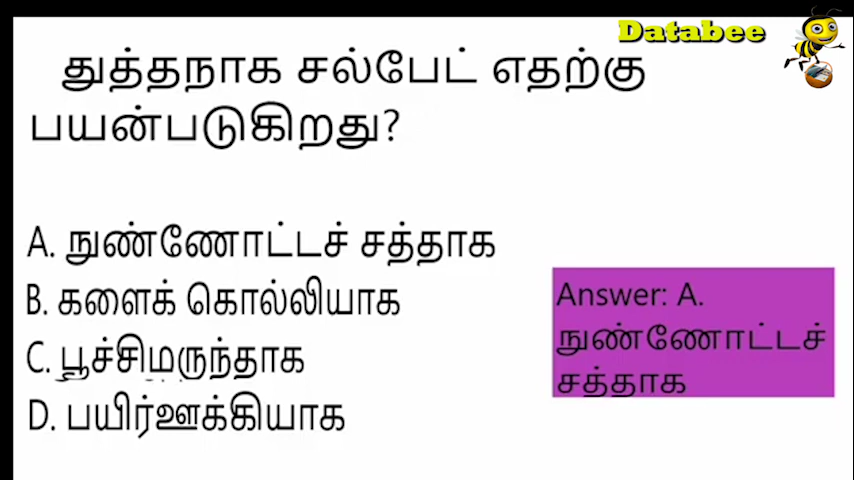 Databee
துத்தநாக சல்பேட் எதற்கு
பயன்படுகிறது?
A. நுண்ணோட்டச் சத்தாக
B. களைக் கொல்லியாக
C. பூச்சிமருந்தாக
D. பயிர்ஊக்கியாக
Answer: A.
நுண்ணோட்டச்
சத்தாக